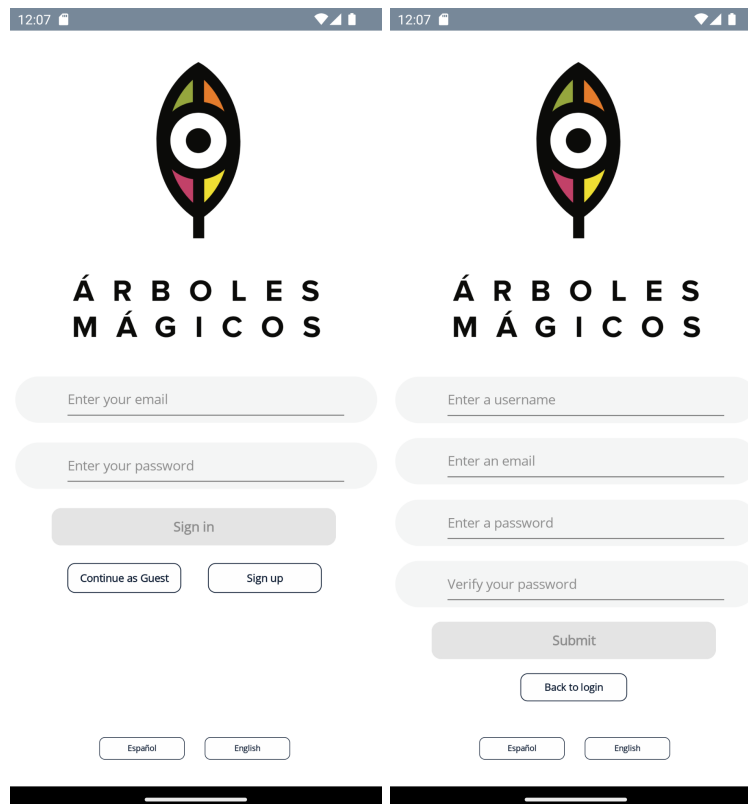 12:07
ÁRBOLES
MÁGICOS
Enter your email
Enter your password
Sign in
Continue as Guest Sign up
Español English
12:07
ÁRBOLES
MÁGICOS
Enter a username
Enter an email
Enter a password
Verify your password
Submit
Back to login
Español English